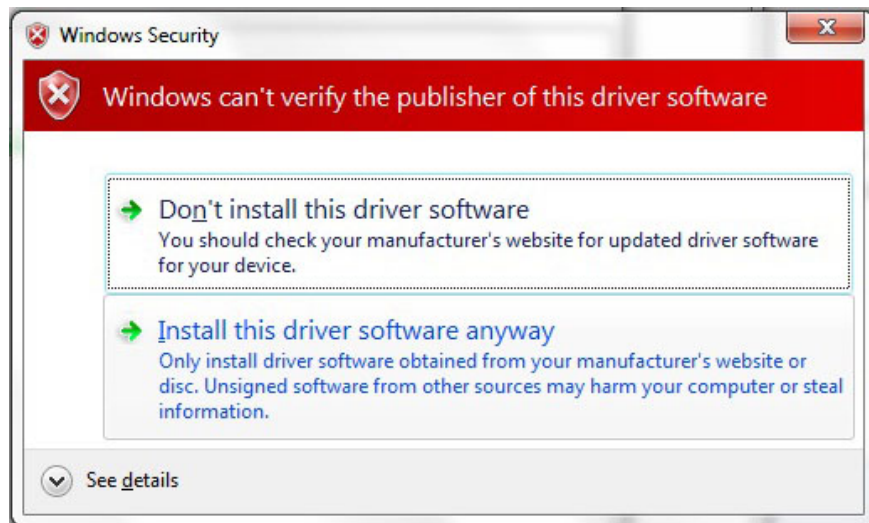 Windows Security
Windows can't verify the publisher of this driver software
Don't install this driver software
You should check your manufacturer's website for updated driver software
for your device.
Install this driver software anyway
Only install driver software obtained from your manufacturer's website or
disc. Unsigned software from other sources may harm your computer or steal
information.
See details